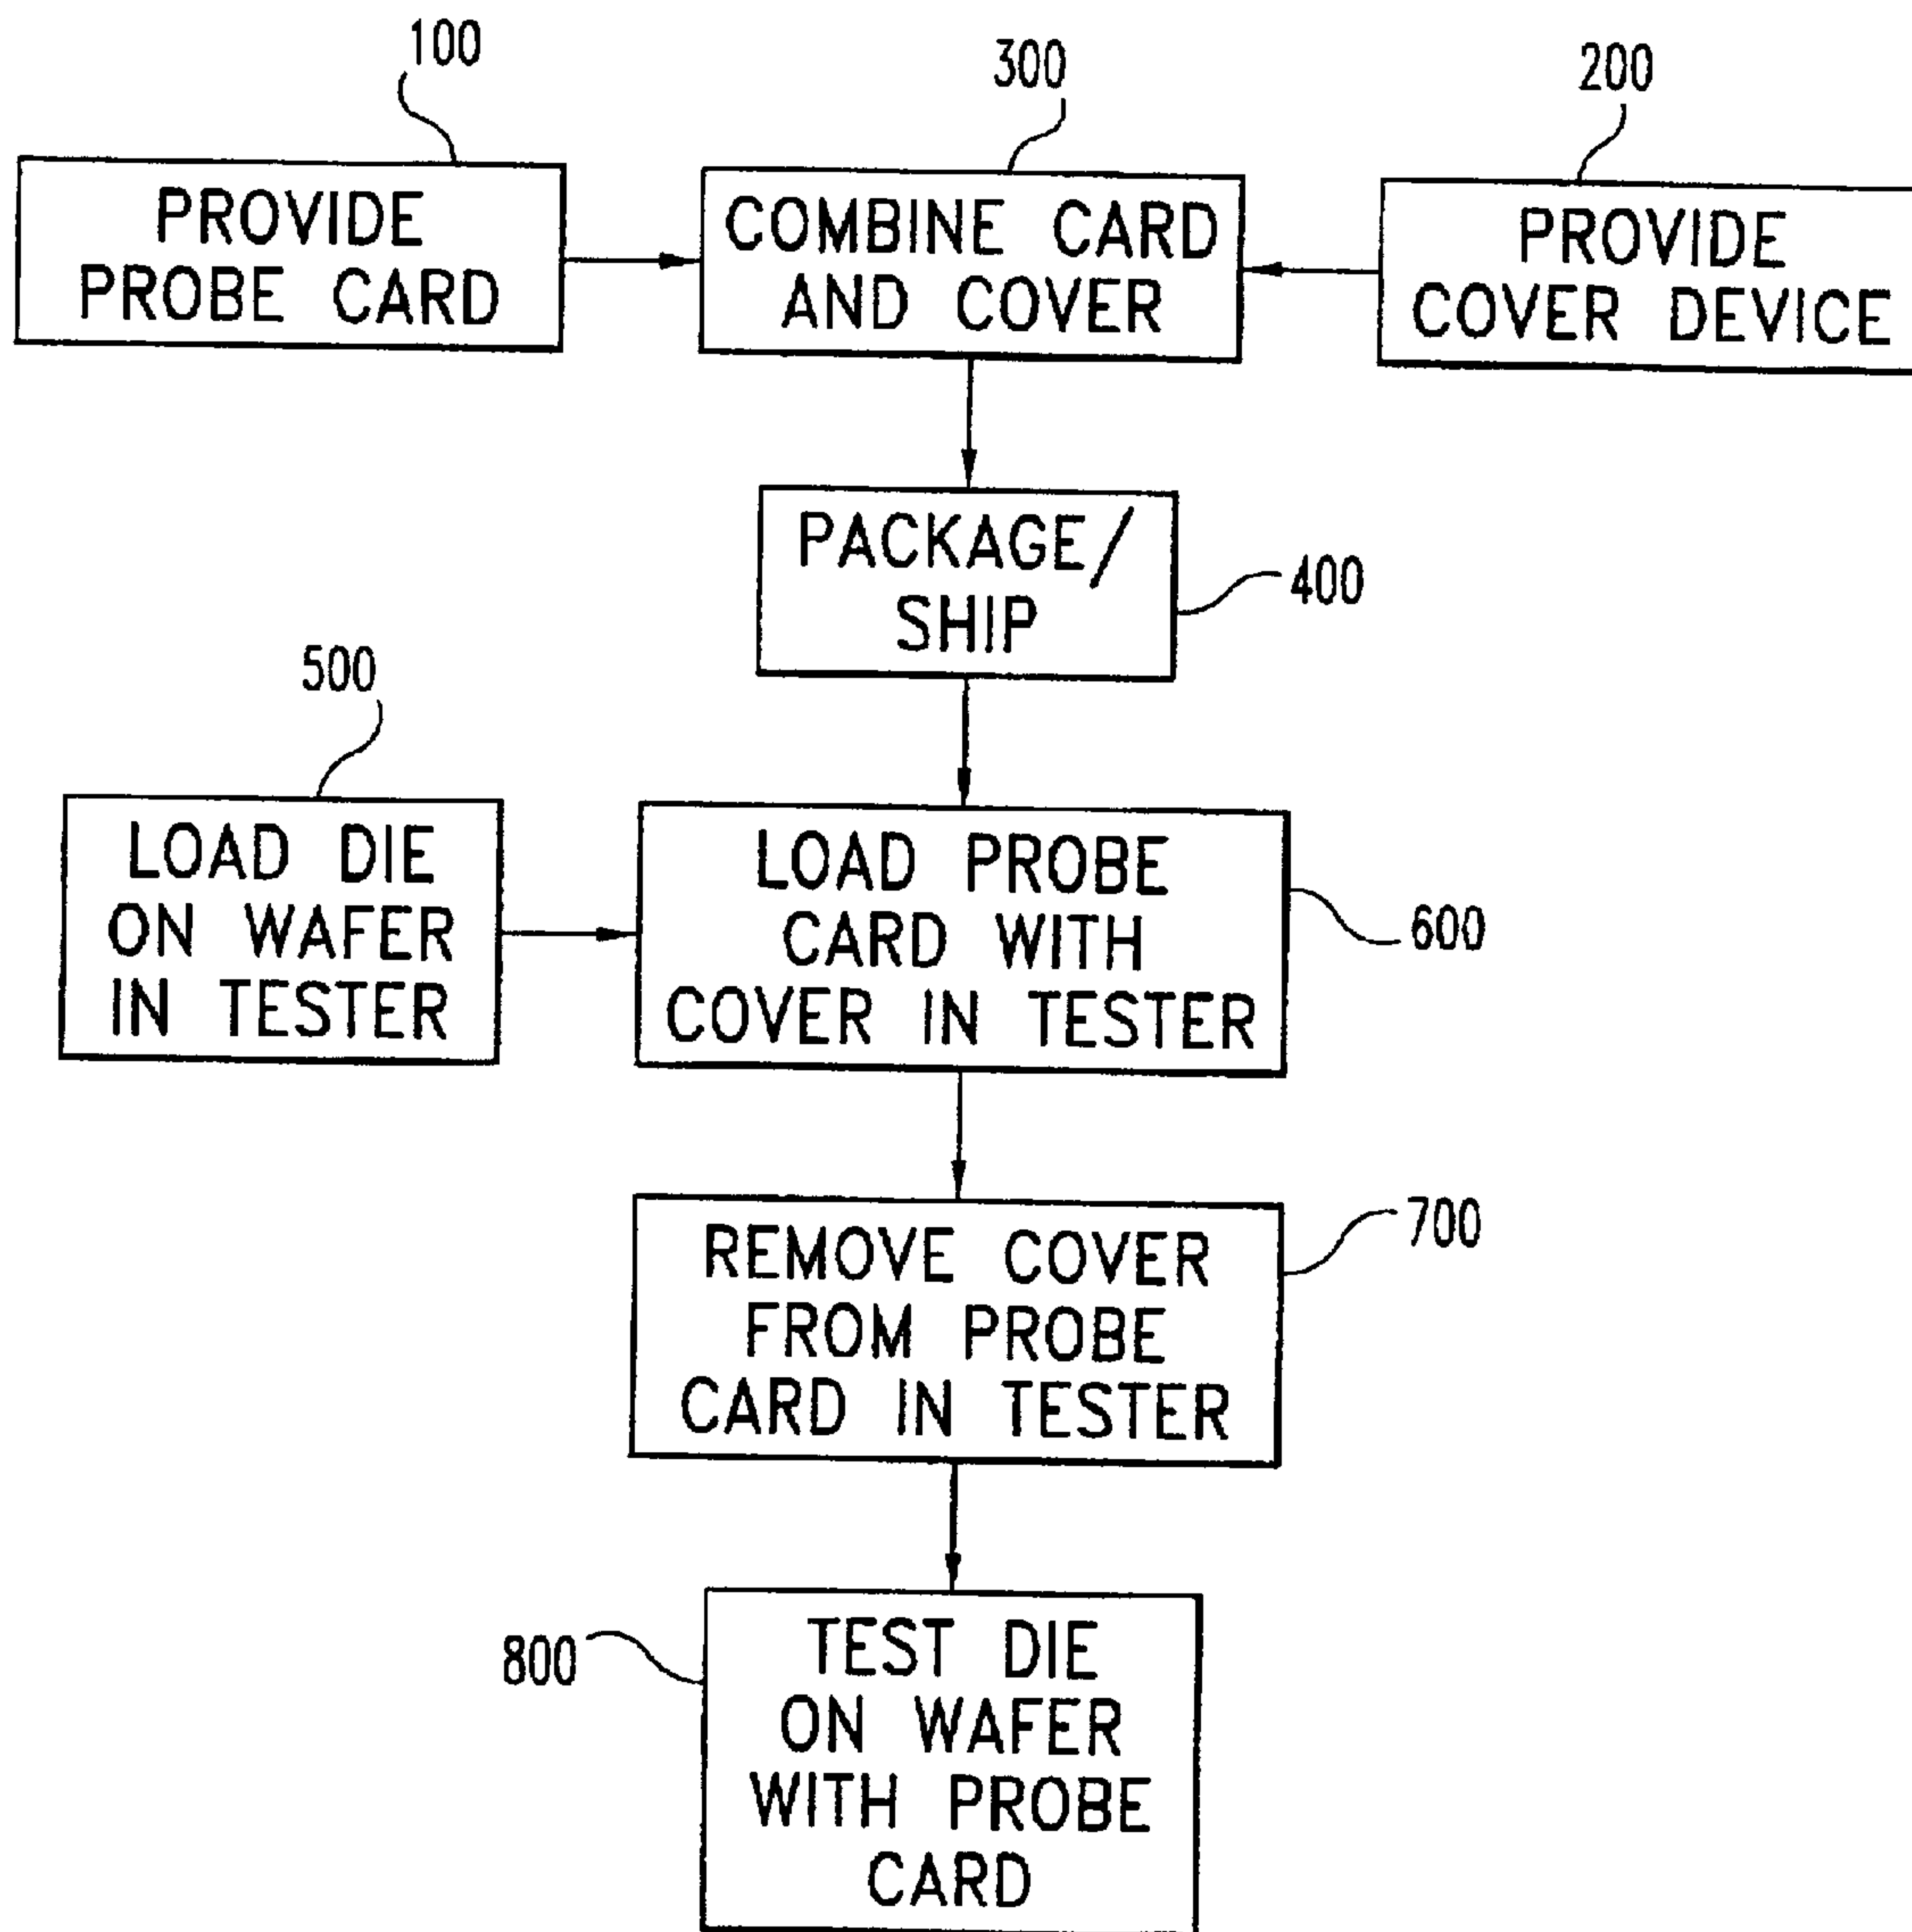 100
300
200
PROVIDE
PROBE CARD
COMBINE CARD
AND COVER
PROVIDE
COVER DEVICE
PACKAGE/
SHIP
400
500
LOAD DIE
ON WAFER
IN TESTER
LOAD PROBE
CARD WITH
COVER IN TESTER
600
REMOVE COVER
FROM PROBE
CARD IN TESTER
700
800
TEST DIE
ON WAFER
WITH PROBE
CARD